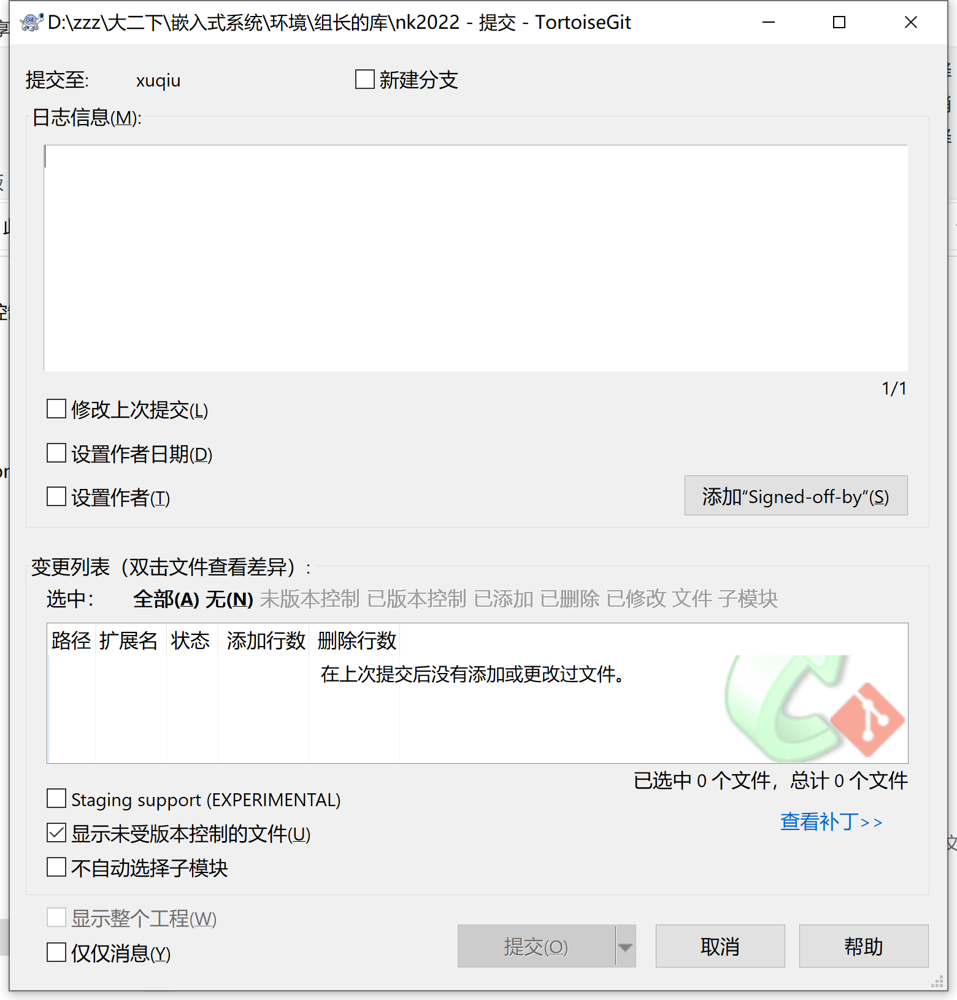 D:\zzz\大二下\嵌入式系统\环境\组长的库\nk2022 - 提交 - TortoiseGit
提交至: xuqiu 新建分支
日志信息(M):
1/1
修改上次提交(L)
设置作者日期(D)
设置作者(T)
添加“Signed-off-by”(S)
变更列表（双击文件查看差异）:
选中： 全部(A) 无(N) 未版本控制 已版本控制 已添加 已删除 已修改 文件 子模块
路径 扩展名 状态 添加行数 删除行数
在上次提交后没有添加或更改过文件。
已选中 0 个文件，总计 0 个文件
Staging support (EXPERIMENTAL)
查看补丁>>
显示未受版本控制的文件(U)
不自动选择子模块
显示整个工程(W)
仅仅消息(Y)
提交(O) 取消 帮助